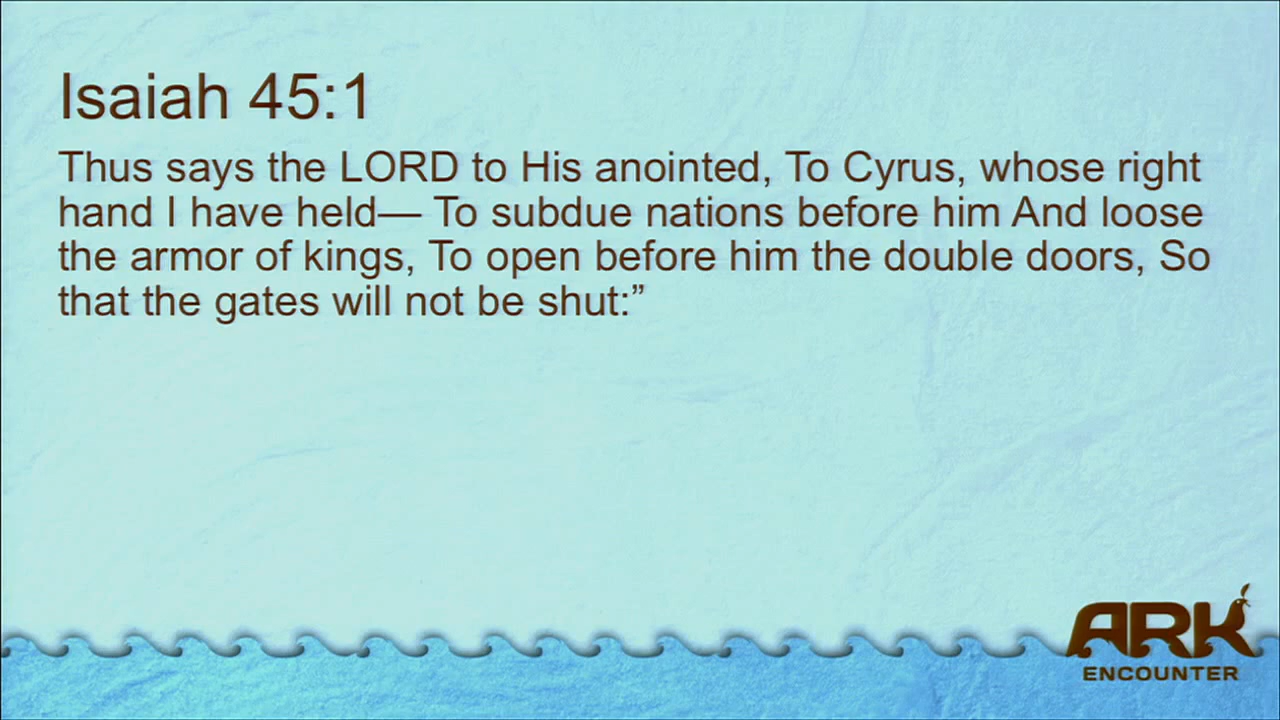 Isaiah 45:1
Thus says the LORD to His anointed, To Cyrus, whose right
hand I have held— To subdue nations before him And loose
the armor of kings, To open before him the double doors, So
that the gates will not be shut:”
ARK
ENCOUNTER